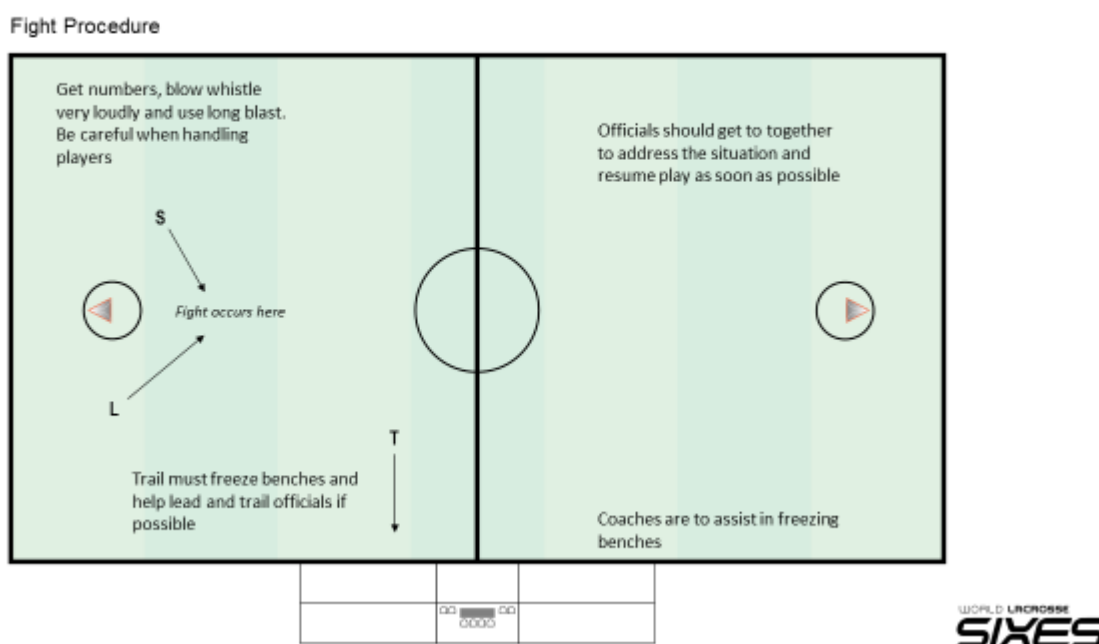 Fight Procedure
Get numbers, blow whistle
very loudly and use long blast.
Be careful when handling
players
Officials should get to together
to address the situation and
resume play as soon as possible
S
Fight occurs here
L
T
Trail must freeze benches and
help lead and trail officials if
possible
Coaches are to assist in freezing
benches
WORLD LACROSSE
SIXES